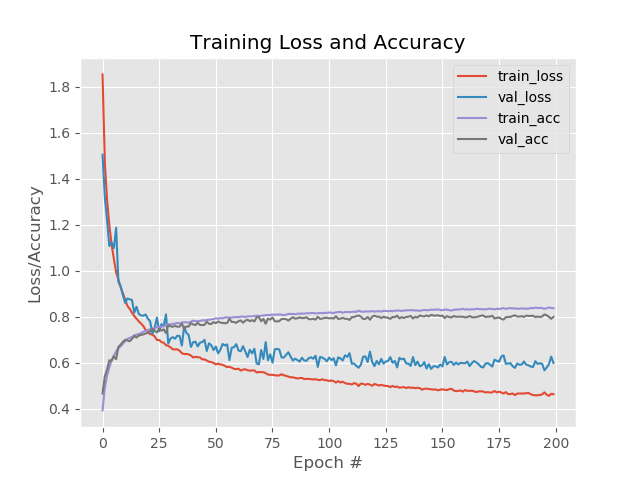 Training Loss and Accuracy
train_loss
val_loss
train_acc
val_acc
1.8
1.6
1.4
1.2
1.0
0.8
0.6
0.4
Loss/Accuracy
0 25 50 75 100 125 150 175 200
Epoch #